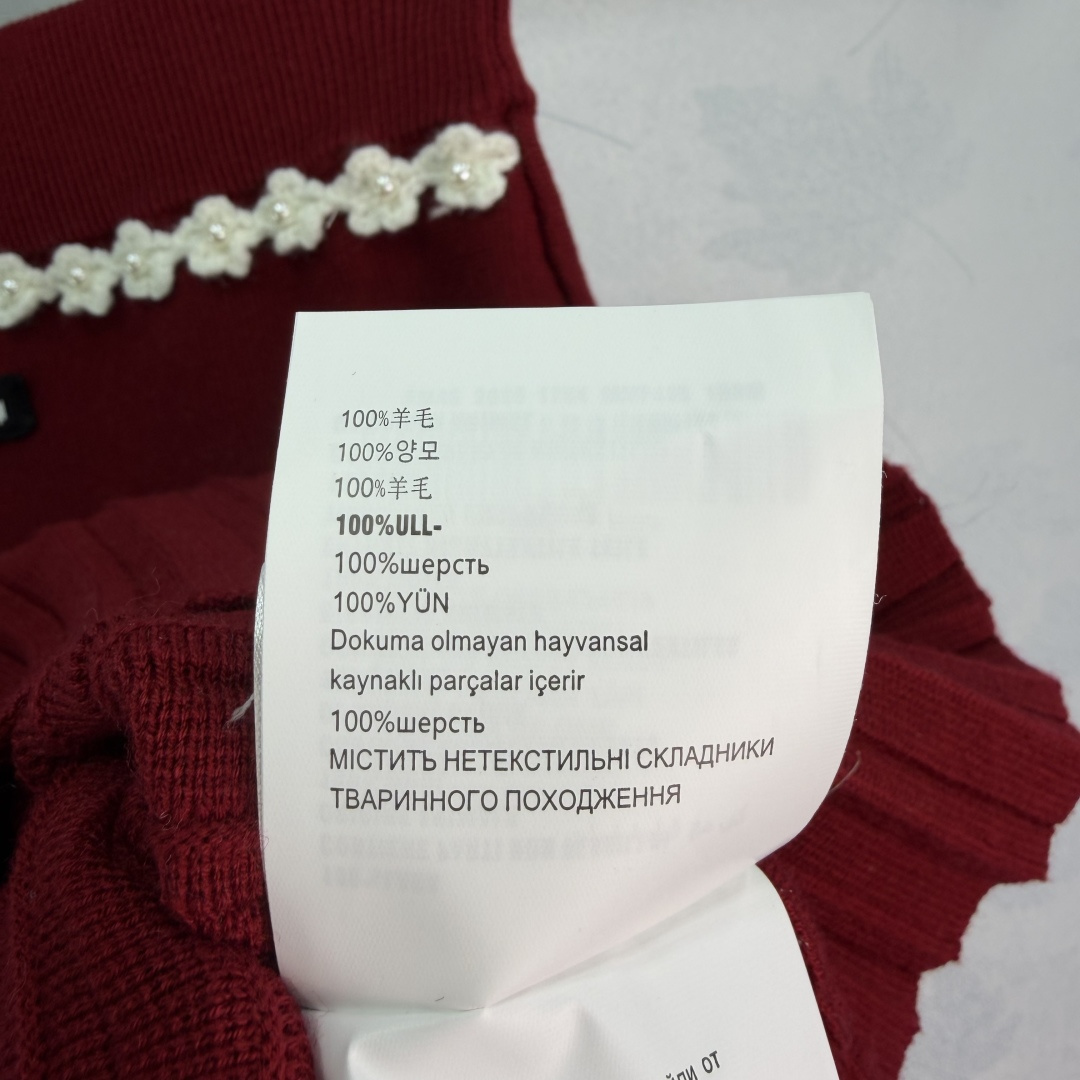 100%羊毛
100%양모
100%羊毛
100%ULL-
100%шерсть
100%YÜN
Dokuma olmayan hayvansal
kaynaklı parçalar içerir
100%шерсть
МІСТИТЬ НЕТЕКСТИЛЬНІ СКЛАДНИКИ
ТВАРИННОГО ПОХОДЖЕННЯ
от